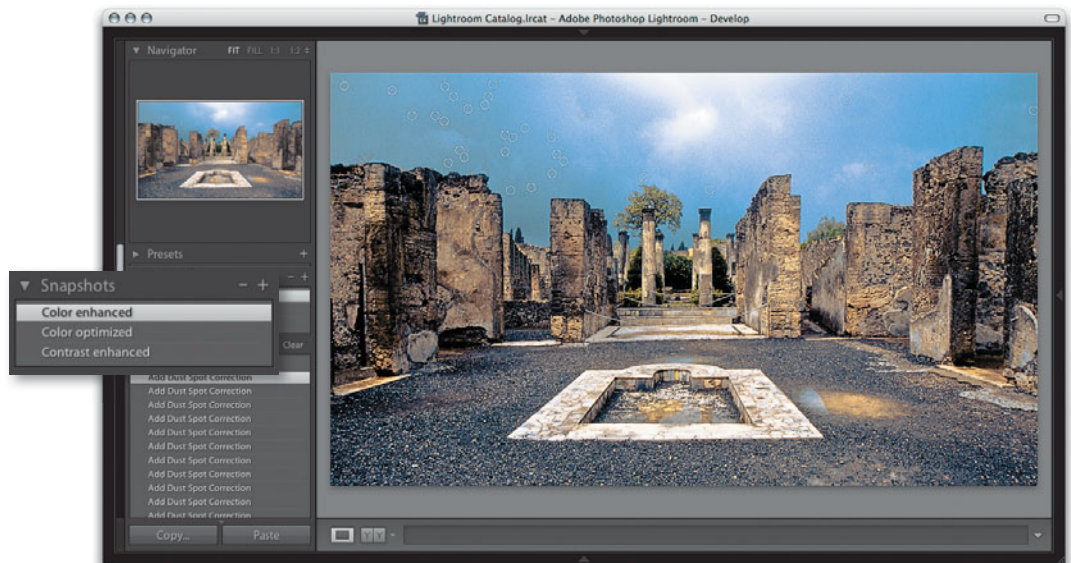 Lightroom Catalog.lrcat – Adobe Photoshop Lightroom – Develop
Navigator FIT FILL 1:1 1:2
Presets +
Snapshots - +
- +
Color enhanced
Color optimized
Contrast enhanced
Clear
Add Dust Spot Correction
Add Dust Spot Correction
Add Dust Spot Correction
Add Dust Spot Correction
Add Dust Spot Correction
Add Dust Spot Correction
Add Dust Spot Correction
Add Dust Spot Correction
Add Dust Spot Correction
Add Dust Spot Correction
Add Dust Spot Correction
Copy... Paste
Y Y